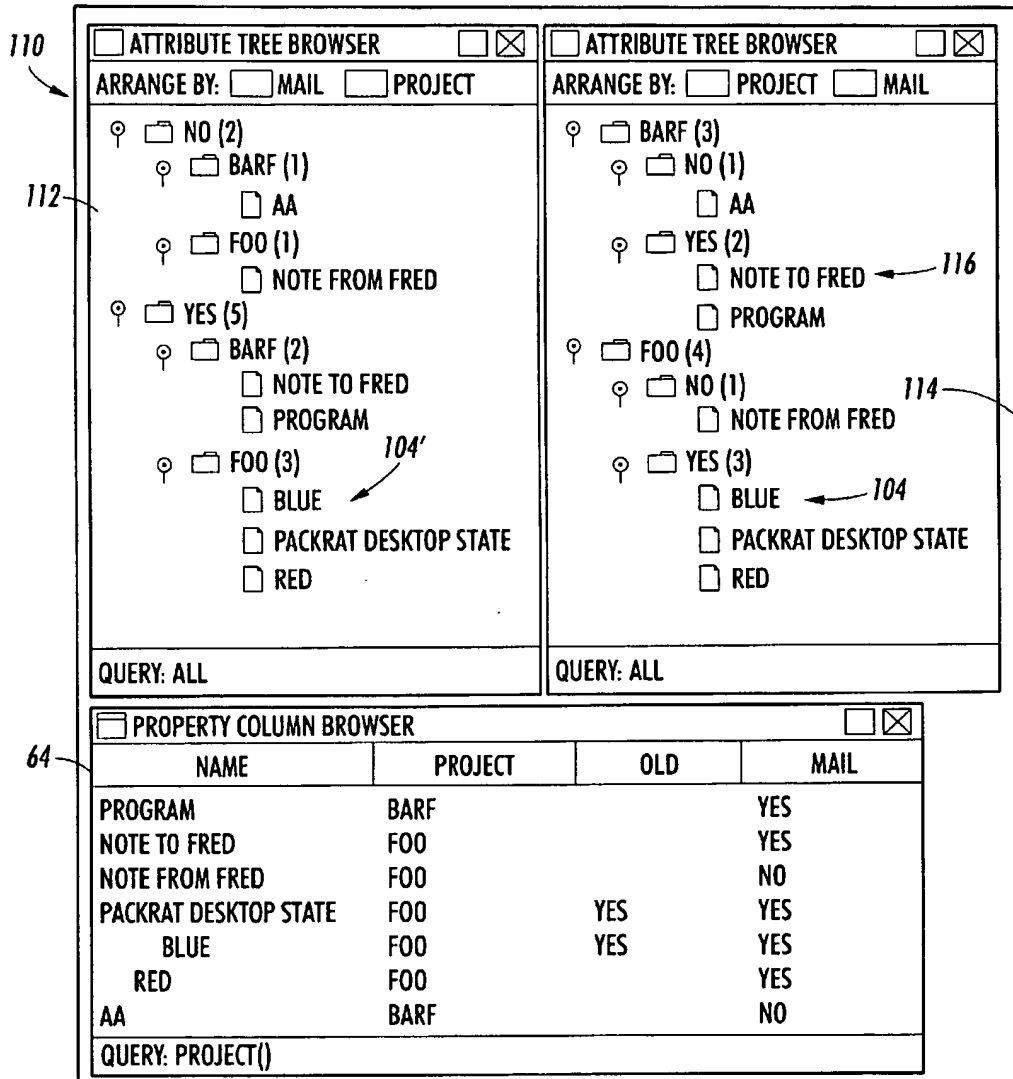 110
ATTRIBUTE TREE BROWSER
ARRANGE BY: MAIL PROJECT
NO (2)
BARF (1)
112
AA
FOO (1)
NOTE FROM FRED
YES (5)
BARF (2)
NOTE TO FRED
PROGRAM
FOO (3)
104'
BLUE
PACKRAT DESKTOP STATE
RED
QUERY: ALL
ATTRIBUTE TREE BROWSER
ARRANGE BY: PROJECT MAIL
BARF (3)
NO (1)
AA
YES (2)
NOTE TO FRED 116
PROGRAM
FOO (4)
NO (1)
114
NOTE FROM FRED
YES (3)
BLUE 104
PACKRAT DESKTOP STATE
RED
QUERY: ALL
PROPERTY COLUMN BROWSER
64
NAME PROJECT OLD MAIL
PROGRAM BARF YES
NOTE TO FRED FOO YES
NOTE FROM FRED FOO NO
PACKRAT DESKTOP STATE FOO YES YES
BLUE FOO YES YES
RED FOO YES
AA BARF NO
QUERY: PROJECT()